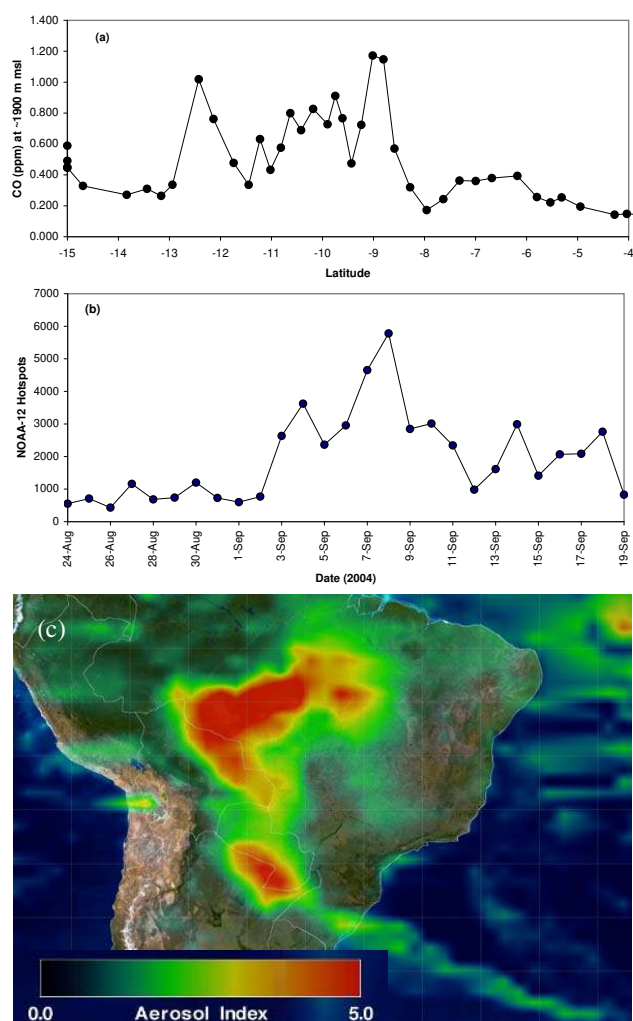 (a)
CO (ppm) at ~1900 m msl
1.400
1.200
1.000
0.800
0.600
0.400
0.200
0.000
-15 -14 -13 -12 -11 -10 -9 -8 -7 -6 -5 -4
Latitude
(b)
NOAA-12 Hotspots
7000
6000
5000
4000
3000
2000
1000
0
24-Aug 26-Aug 28-Aug 30-Aug 1-Sep 3-Sep 5-Sep 7-Sep 9-Sep 11-Sep 13-Sep 15-Sep 17-Sep 19-Sep
Date (2004)
(c)
0.0 Aerosol Index 5.0